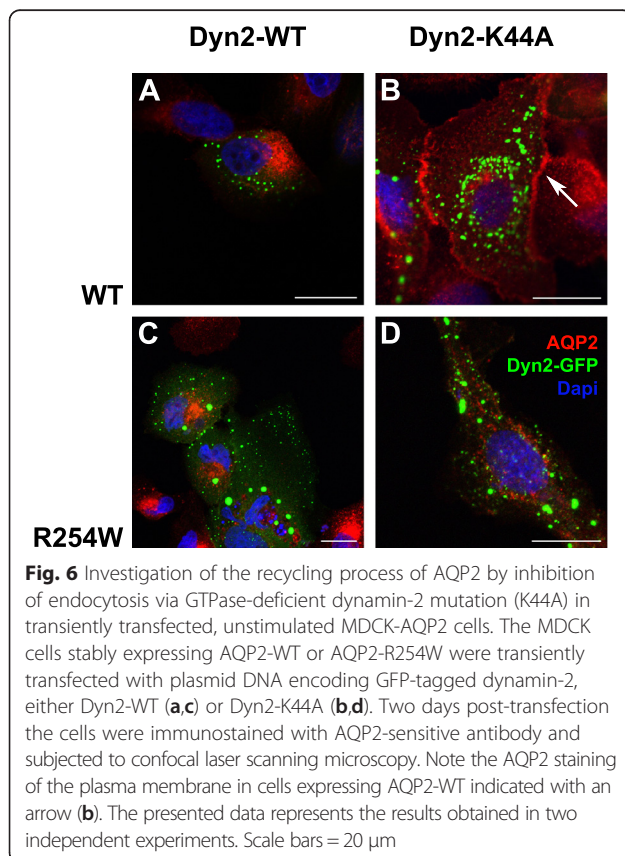 Dyn2-WT Dyn2-K44A
A B
WT
C D
AQP2
Dyn2-GFP
Dapi
R254W
Fig. 6 Investigation of the recycling process of AQP2 by inhibition
of endocytosis via GTPase-deficient dynamin-2 mutation (K44A) in
transiently transfected, unstimulated MDCK-AQP2 cells. The MDCK
cells stably expressing AQP2-WT or AQP2-R254W were transiently
transfected with plasmid DNA encoding GFP-tagged dynamin-2,
either Dyn2-WT (a,c) or Dyn2-K44A (b,d). Two days post-transfection
the cells were immunostained with AQP2-sensitive antibody and
subjected to confocal laser scanning microscopy. Note the AQP2 staining
of the plasma membrane in cells expressing AQP2-WT indicated with an
arrow (b). The presented data represents the results obtained in two
independent experiments. Scale bars = 20 μm